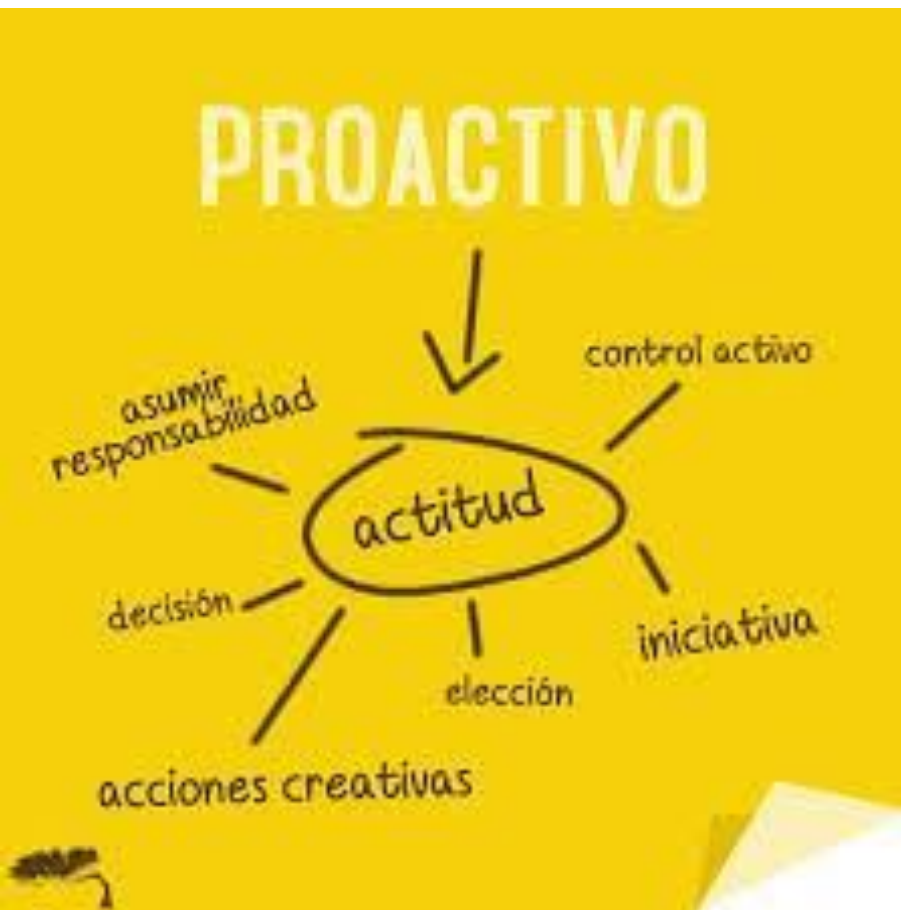 PROACTIVO
control activo
asumir
responsabilidad
actitud
decisión
iniciativa
elección
acciones creativas